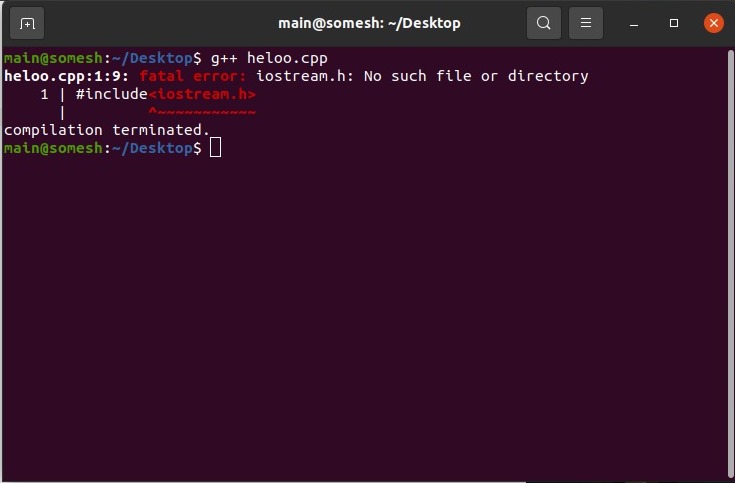 main@somesh: ~/Desktop
main@somesh:~/Desktop$ g++ heloo.cpp
heloo.cpp:1:9: fatal error: iostream.h: No such file or directory
    1 | #include<iostream.h>
      |         ^~~~~~~~~~~~
compilation terminated.
main@somesh:~/Desktop$